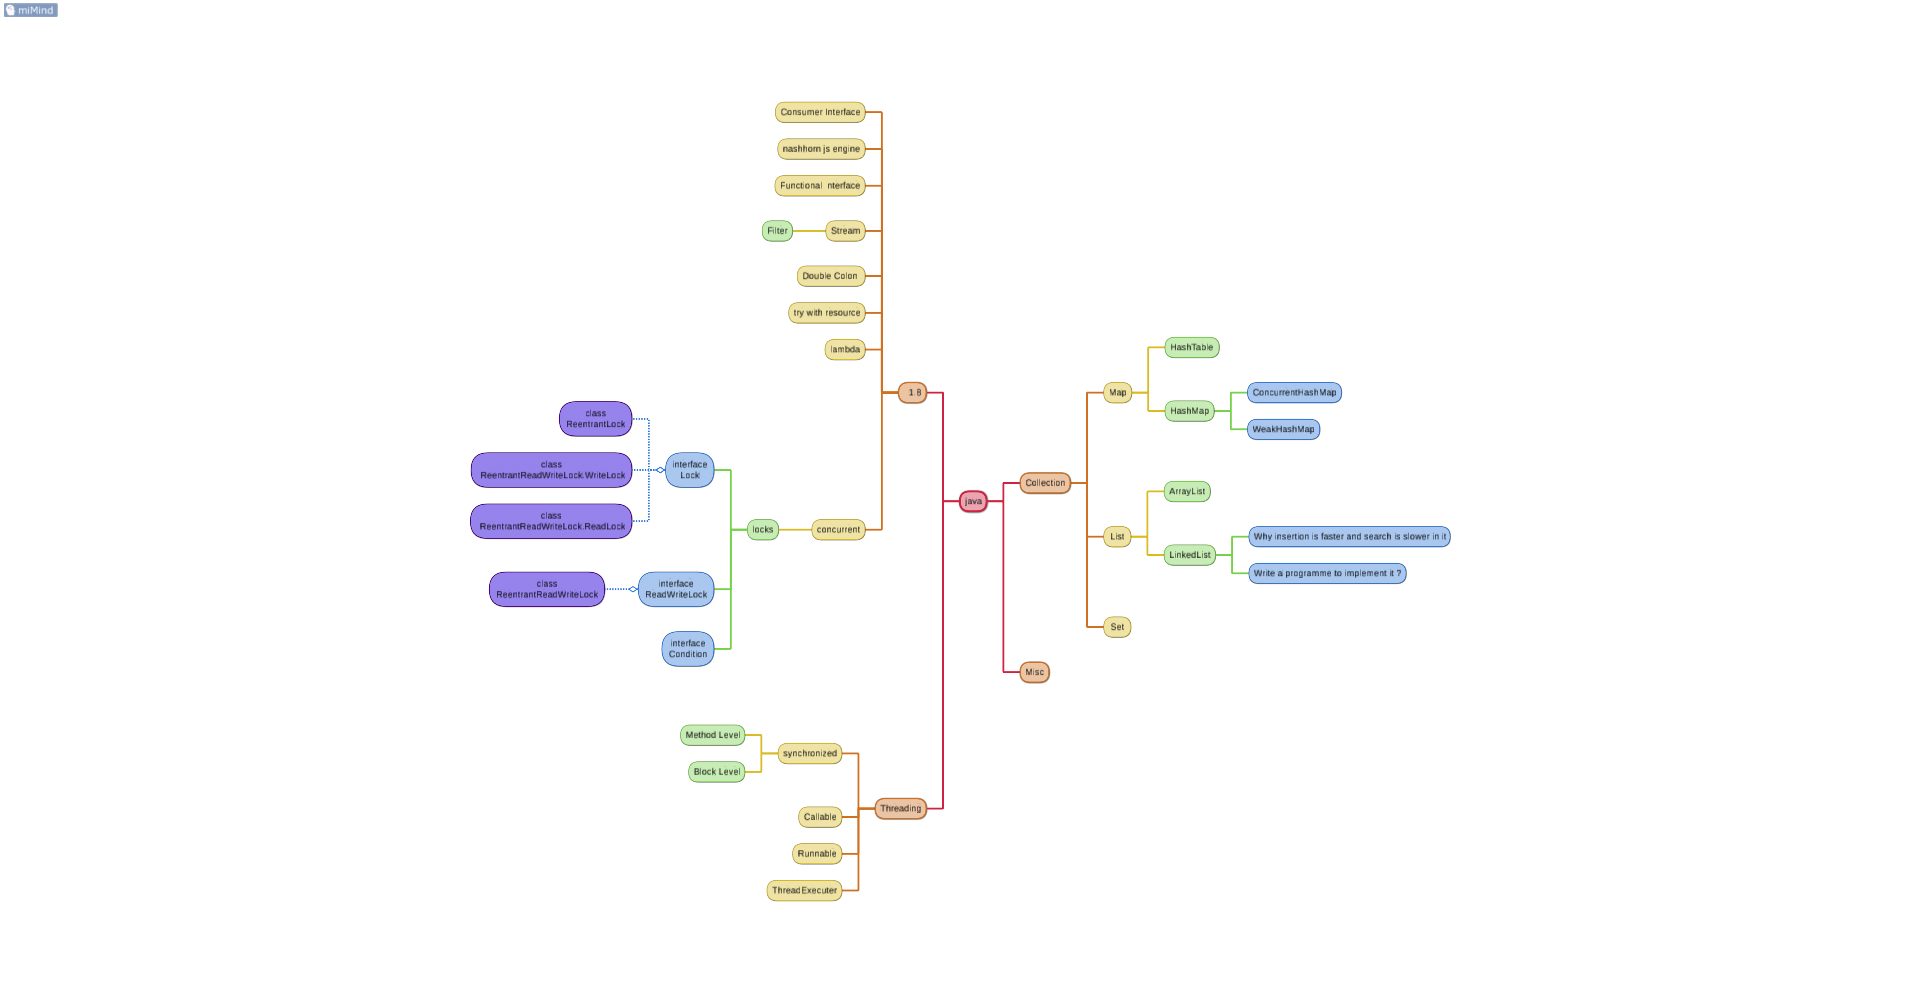 miMind
Consumer Interface
nashhorn js engine
Functional nterface
Filter
Stream
Double Colon
try with resource
lambda
1.8
class
ReentrantLock
class
ReentrantReadWriteLock.WriteLock
class
ReentrantReadWriteLock.ReadLock
interface
Lock
locks
concurrent
class
ReentrantReadWriteLock
interface
ReadWriteLock
interface
Condition
java
Collection
Map
HashTable
HashMap
ConcurrentHashMap
WeakHashMap
List
ArrayList
LinkedList
Why insertion is faster and search is slower in it
Write a programme to implement it ?
Set
Misc
Method Level
Block Level
synchronized
Threading
Callable
Runnable
ThreadExecuter